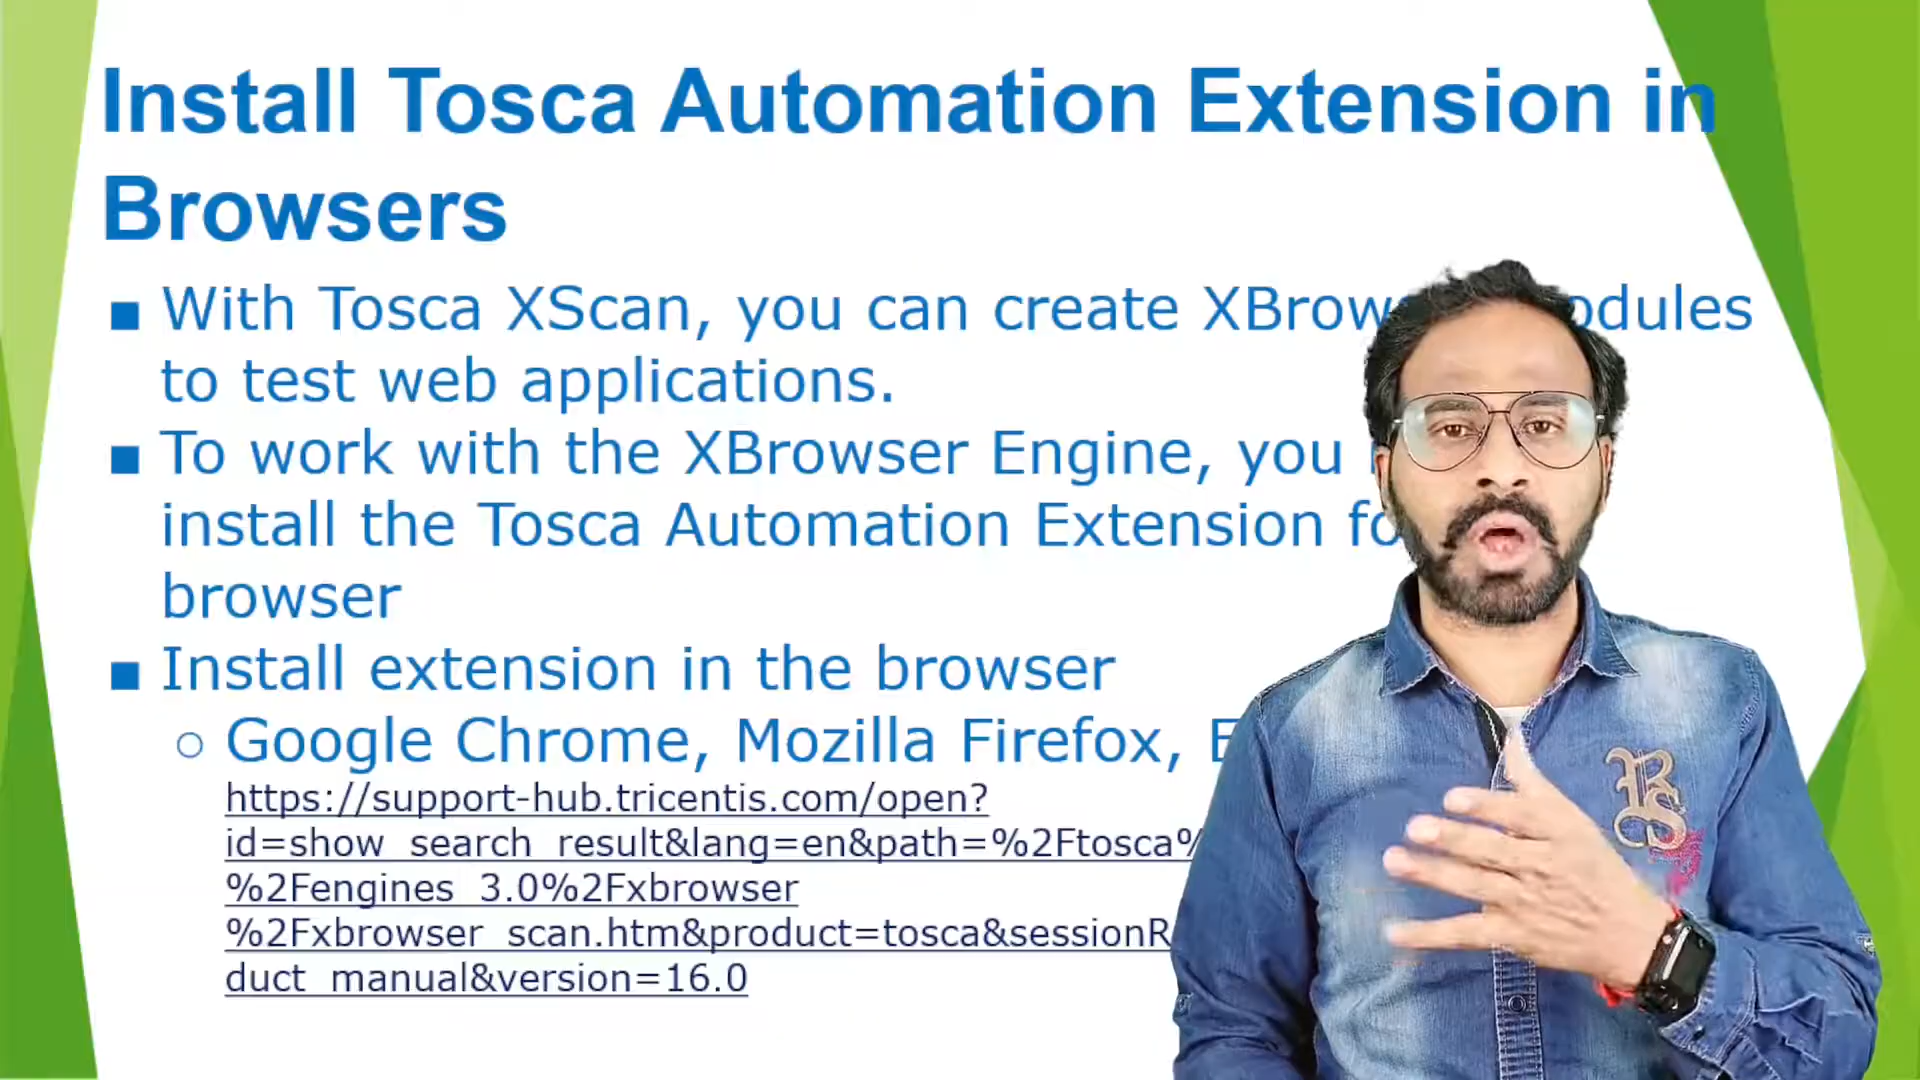 Install Tosca Automation Extension in
Browsers
■ With Tosca XScan, you can create
to test web applications.
■ To work with the XBrowser Engine, you
install the Tosca Automation Extension
browser
■ Install extension in the browser
○ Google Chrome, Mozilla Firefox,
https://support-hub.tricentis.com/open?
id=show_search_result&lang=en&path=%2Ftosca%
%2Fengines_3.0%2Fxbrowser
%2Fxbrowser_scan.htm&product=tosca&sessionR
duct_manual&version=16.0